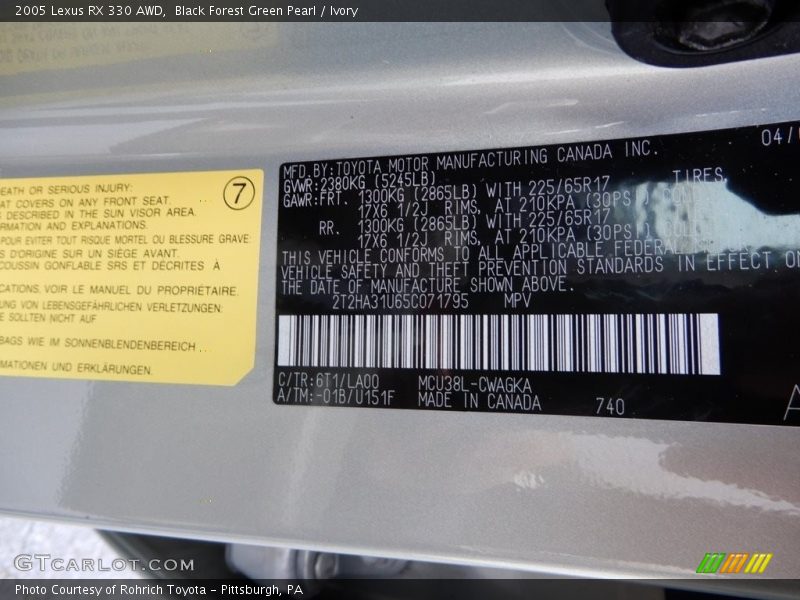 2005 Lexus RX 330 AWD, Black Forest Green Pearl / Ivory
04/
7
EATH OR SERIOUS INJURY:
AT COVERS ON ANY FRONT SEAT.
S DESCRIBED IN THE SUN VISOR AREA.
RMATION AND EXPLANATIONS.
POUR EVITER TOUT RISQUE MORTEL OU BLESSURE GRAVE:
S D'ORIGINE SUR UN SIÈGE AVANT.
COUSSIN GONFLABLE SRS ET DÉCRITES À
CATIONS. VOIR LE MANUEL DU PROPRIÉTAIRE.
UNG VON LEBENSGEFÄHRLICHEN VERLETZUNGEN:
E SOLLTEN NICHT AUF
BAGS WIE IM SONNENBLENDENBEREICH
MATIONEN UND ERKLÄRUNGEN.
MFD. BY: TOYOTA MOTOR MANUFACTURING CANADA INC.
GVWR: 2380KG (5245LB)
GAWR: FRT. 1300KG (2865LB) WITH 225/65R17 TIRES,
17X6 1/2J RIMS, AT 210KPA (30PSI) COLD
RR. 1300KG (2865LB) WITH 225/65R17
17X6 1/2J RIMS, AT 210KPA (30PSI) COLD
THIS VEHICLE CONFORMS TO ALL APPLICABLE FEDERAL
VEHICLE SAFETY AND THEFT PREVENTION STANDARDS IN EFFECT ON
THE DATE OF MANUFACTURE SHOWN ABOVE.
2T2HA31U65C071795 MPV
C/TR: 6T1/LA00 MCU38L-CWAGKA
A/TM: -01B/U151F MADE IN CANADA 740
A
GTCARLOT.COM
Photo Courtesy of Rohrich Toyota - Pittsburgh, PA